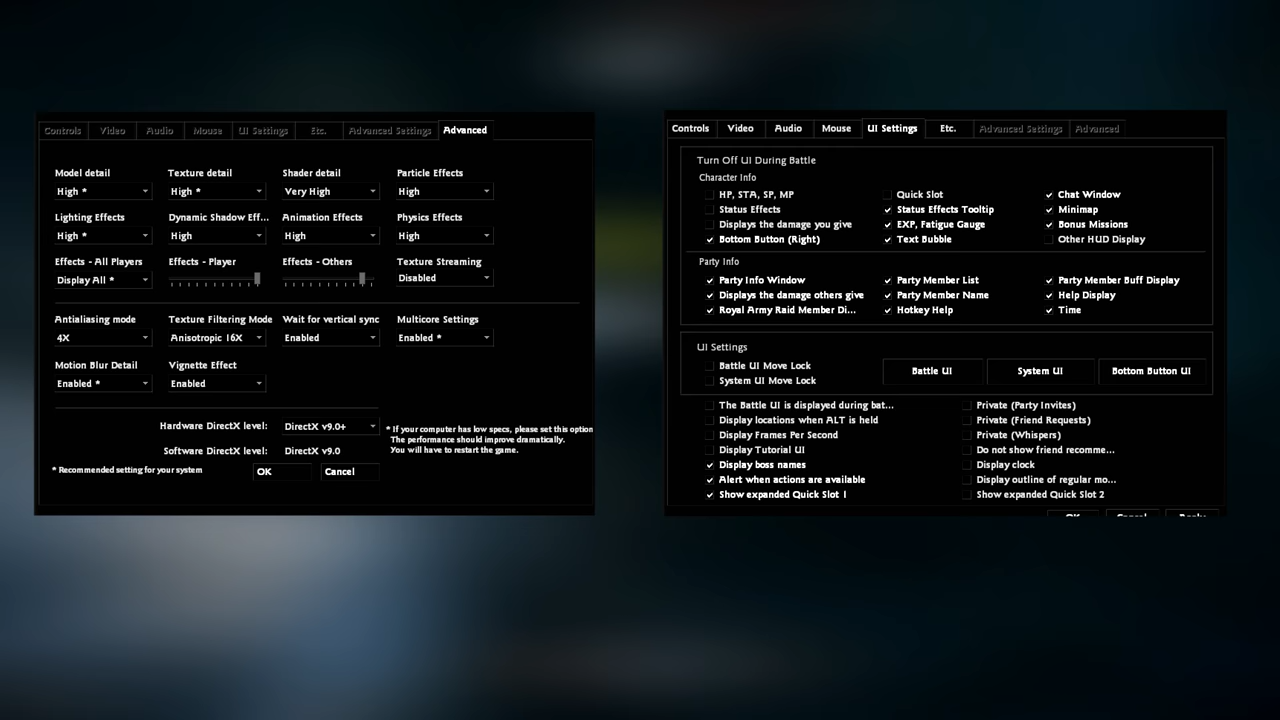 Controls Video Audio Mouse UI Settings Etc. Advanced Settings Advanced
Model detail Texture detail Shader detail Particle Effects
High * High * Very High High
Lighting Effects Dynamic Shadow Eff... Animation Effects Physics Effects
High * High High High
Effects - All Players Effects - Player Effects - Others Texture Streaming
Display All * Disabled
Antialiasing mode Texture Filtering Mode Wait for vertical sync Multicore Settings
4X Anisotropic 16X Enabled Enabled *
Motion Blur Detail Vignette Effect
Enabled * Enabled
Hardware DirectX level: DirectX v9.0+ * If your computer has low specs, please set this option
The performance should improve dramatically.
Software DirectX level: DirectX v9.0 You will have to restart the game.
* Recommended setting for your system OK Cancel
Controls Video Audio Mouse UI Settings Etc. Advanced Settings Advanced
Turn Off UI During Battle
Character Info
HP, STA, SP, MP Quick Slot Chat Window
Status Effects Status Effects Tooltip Minimap
Displays the damage you give EXP, Fatigue Gauge Bonus Missions
Bottom Button (Right) Text Bubble Other HUD Display
Party Info
Party Info Window Party Member List Party Member Buff Display
Displays the damage others give Party Member Name Help Display
Royal Army Raid Member Di... Hotkey Help Time
UI Settings
Battle UI Move Lock
System UI Move Lock
Battle UI System UI Bottom Button UI
The Battle UI is displayed during bat... Private (Party Invites)
Display locations when ALT is held Private (Friend Requests)
Display Frames Per Second Private (Whispers)
Display Tutorial UI Do not show friend recomme...
Display boss names Display clock
Alert when actions are available Display outline of regular mo...
Show expanded Quick Slot 1 Show expanded Quick Slot 2
OK Cancel Apply